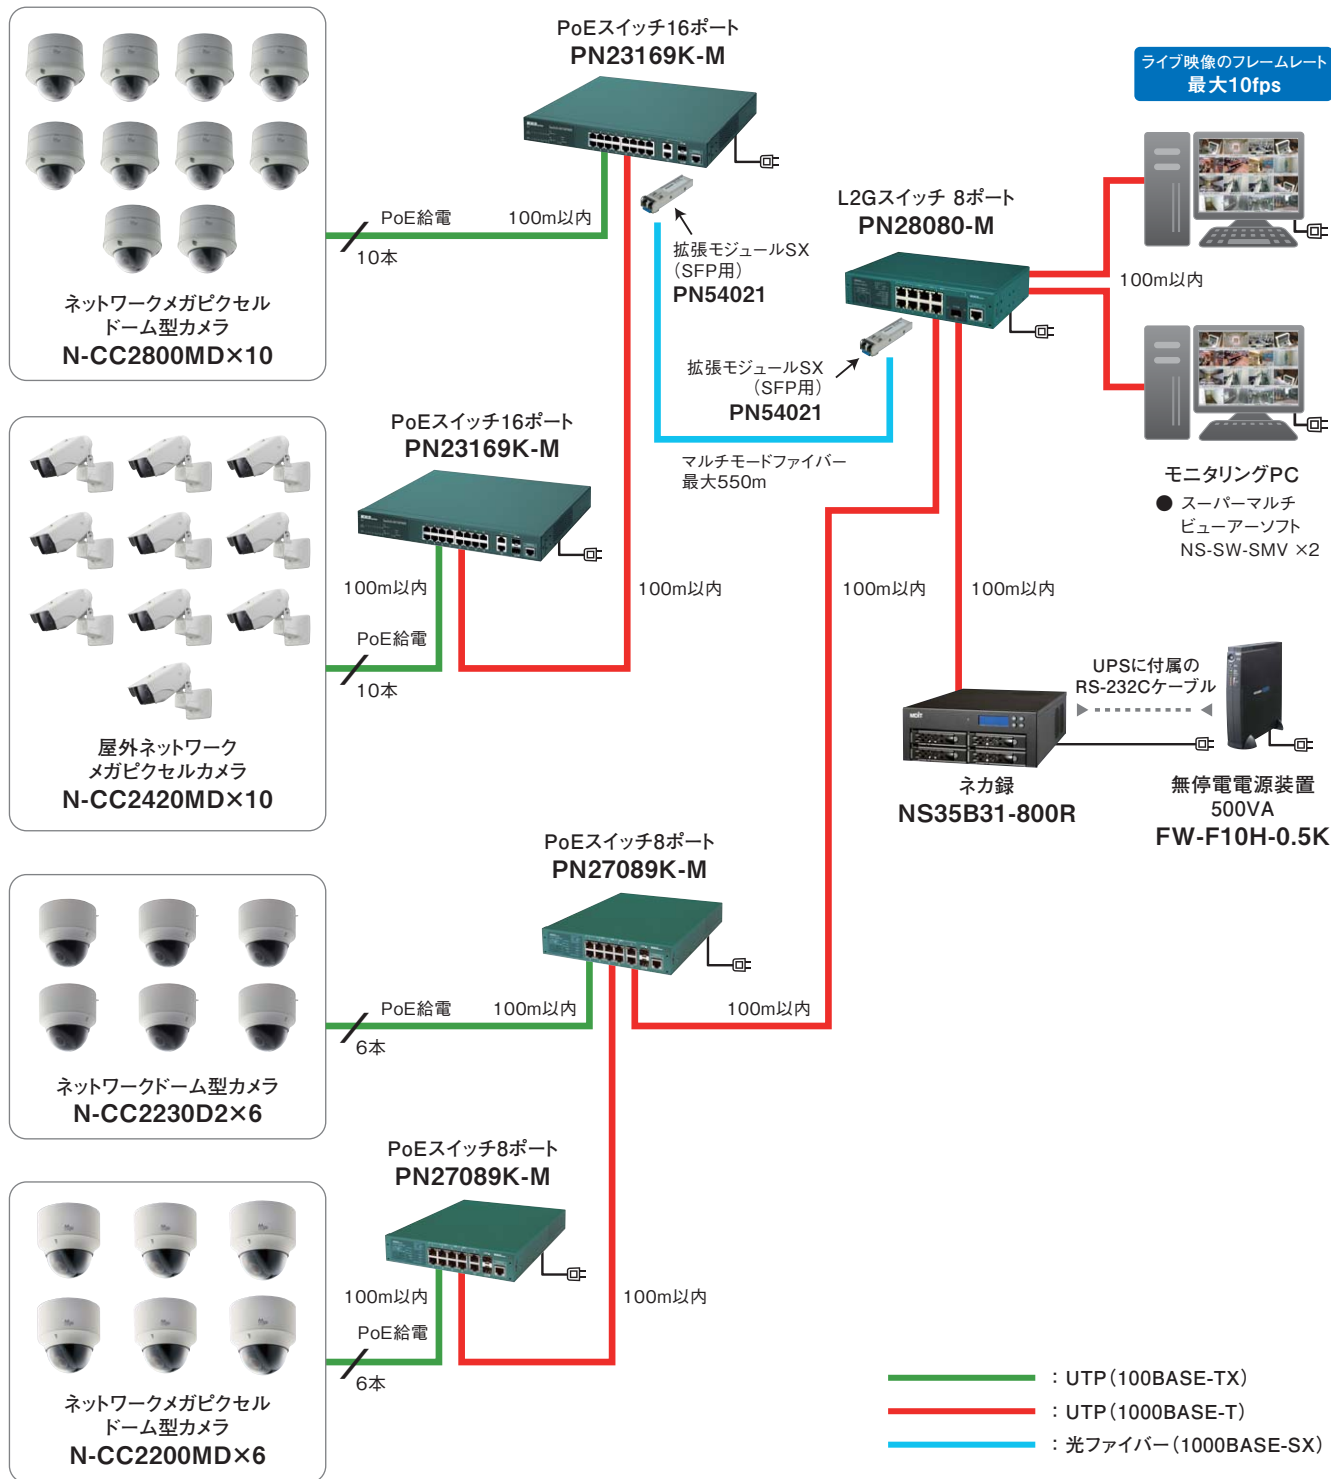 PoEスイッチ16ポート
PN23169K-M
ライブ映像のフレームレート
最大10fps
PoE給電
100m以内
10本
ネットワークメガピクセル
ドーム型カメラ
N-CC2800MD×10
拡張モジュールSX
(SFP用)
PN54021
L2Gスイッチ 8ポート
PN28080-M
100m以内
拡張モジュールSX
(SFP用)
PN54021
マルチモードファイバー
最大550m
モニタリングPC
● スーパーマルチ
ビューアーソフト
NS-SW-SMV ×2
PoEスイッチ16ポート
PN23169K-M
100m以内
PoE給電
10本
100m以内
100m以内
100m以内
屋外ネットワーク
メガピクセルカメラ
N-CC2420MD×10
UPSに付属の
RS-232Cケーブル
ネカ録
NS35B31-800R
無停電電源装置
500VA
FW-F10H-0.5K
PoEスイッチ8ポート
PN27089K-M
PoE給電
100m以内
6本
100m以内
ネットワークドーム型カメラ
N-CC2230D2×6
PoEスイッチ8ポート
PN27089K-M
100m以内
PoE給電
6本
100m以内
ネットワークメガピクセル
ドーム型カメラ
N-CC2200MD×6
：UTP(100BASE-TX)
：UTP(1000BASE-T)
：光ファイバー(1000BASE-SX)